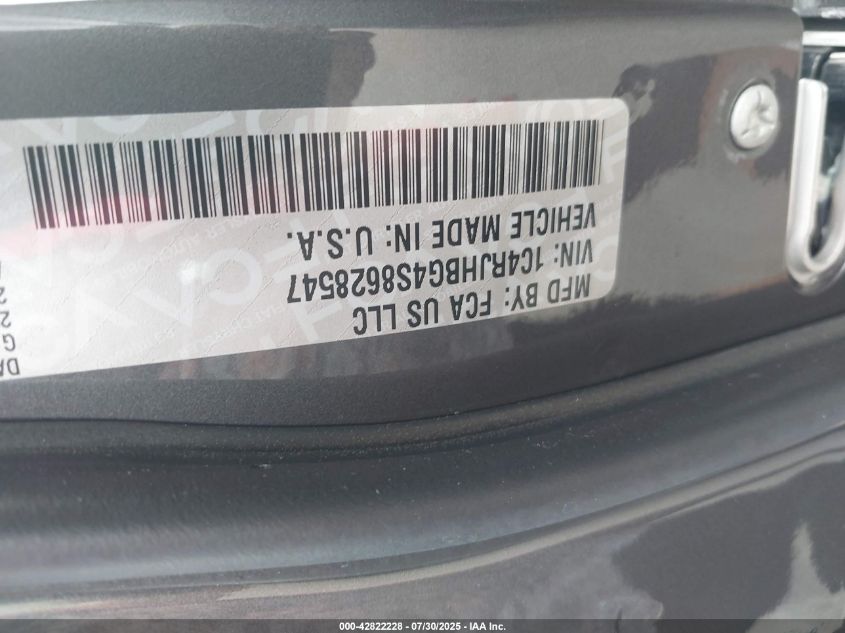 MFD BY: FCA US LLC
VIN: 1C4RJHBG4S8628547
VEHICLE MADE IN: U.S.A.
000-42822228 - 07/30/2025 - IAA Inc.